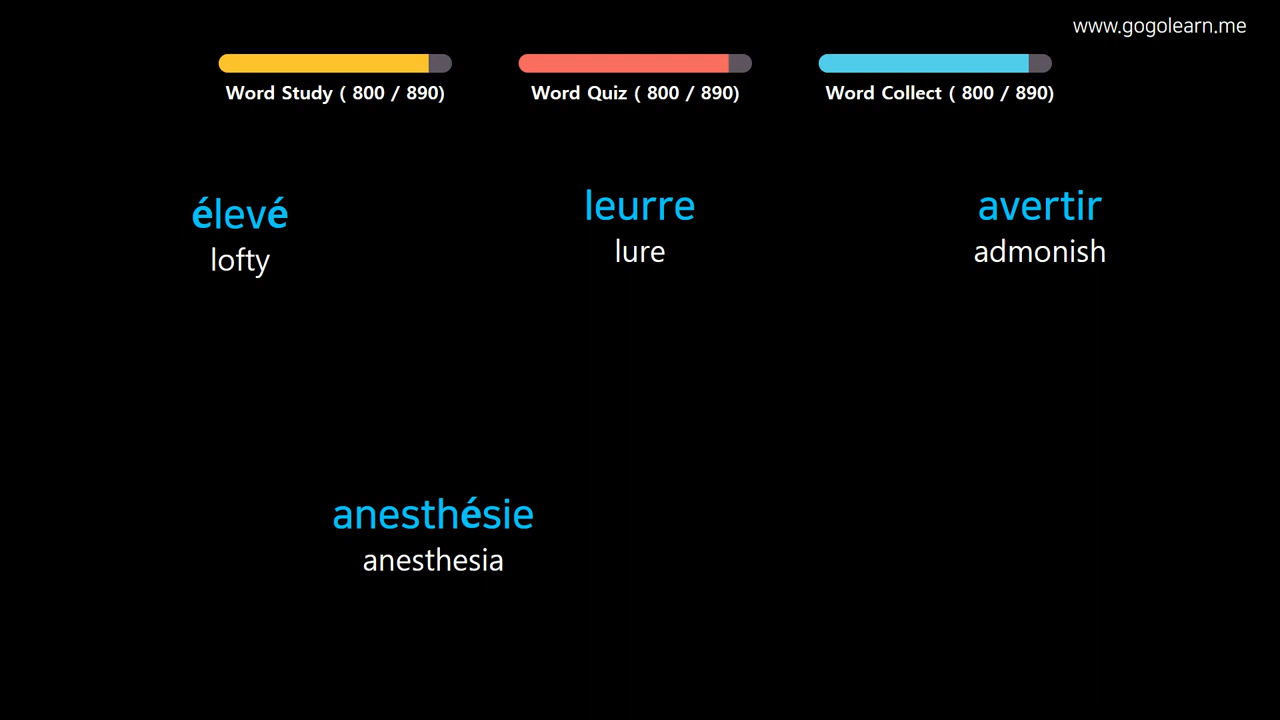 www.gogolearn.me
Word Study ( 800 / 890)
Word Quiz ( 800 / 890)
Word Collect ( 800 / 890)
élevé
lofty
leurre
lure
avertir
admonish
anesthésie
anesthesia